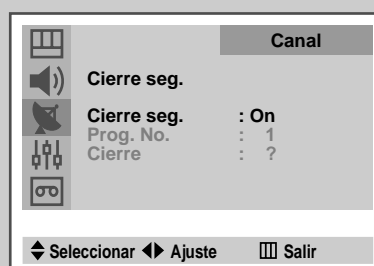 Canal
Cierre seg.
Cierre seg. : On
Prog. No. : 1
Cierre : ?
Seleccionar Ajuste Salir